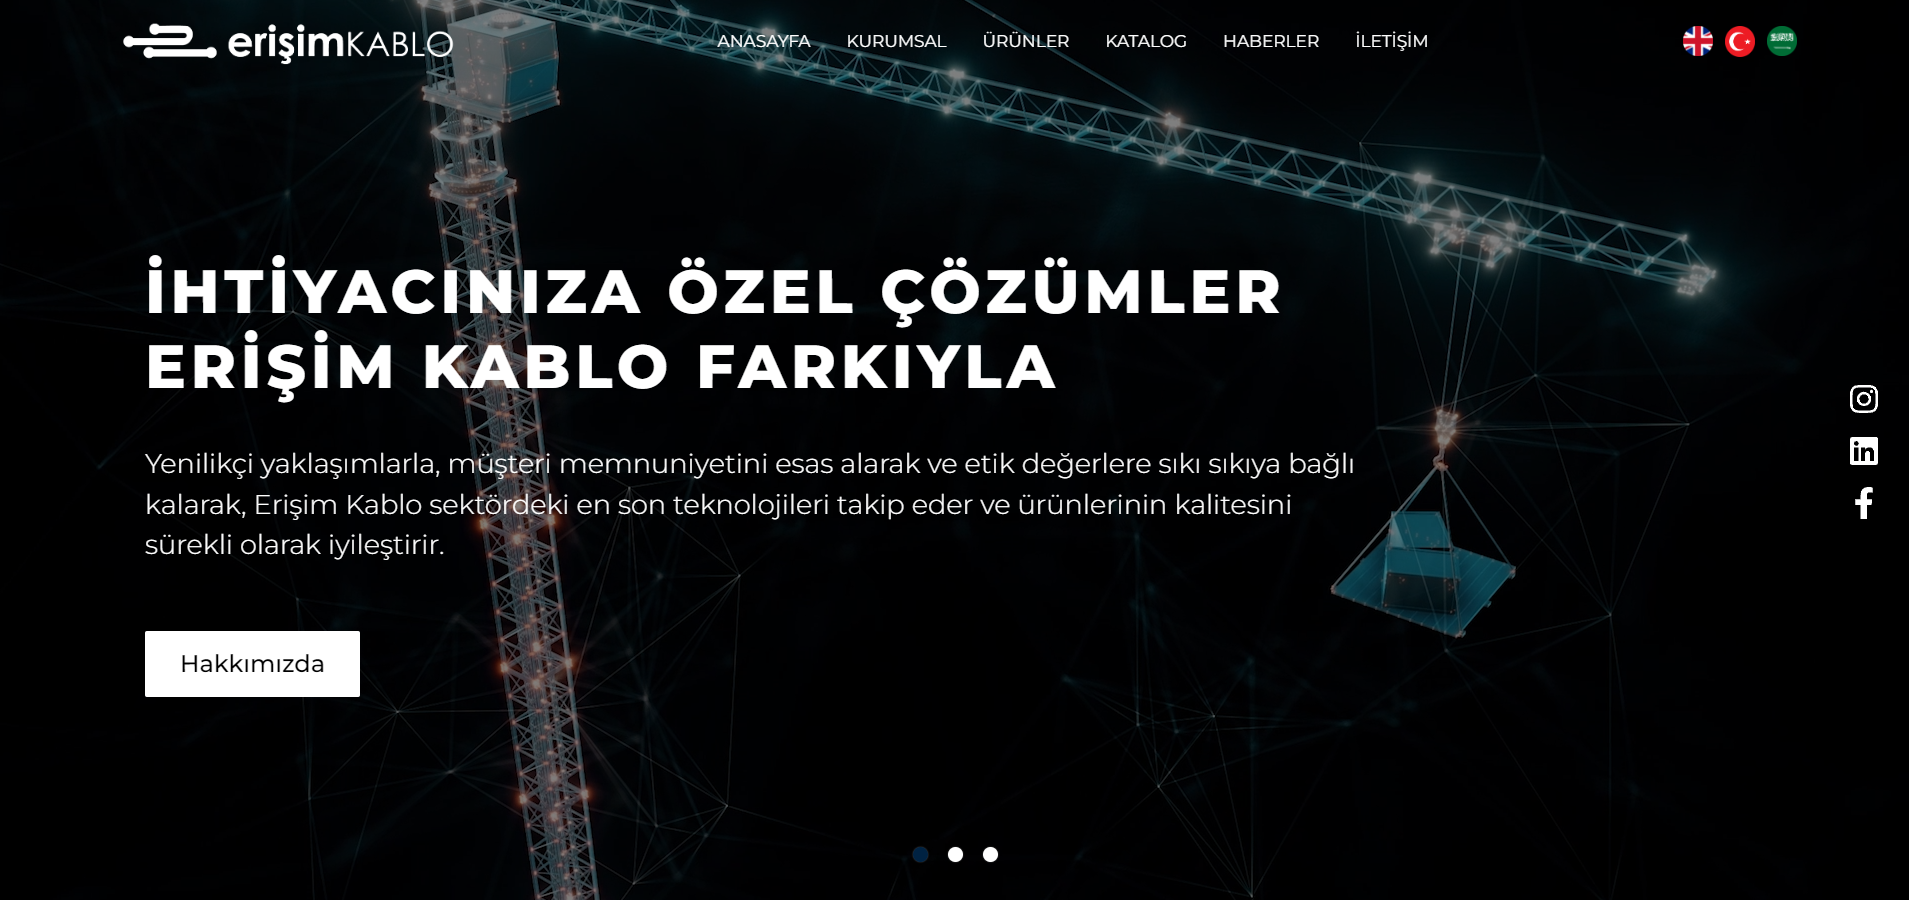 erişimKABLO
ANASAYFA KURUMSAL ÜRÜNLER KATALOG HABERLER İLETİŞİM
İHTİYACINIZA ÖZEL ÇÖZÜMLER
ERİŞİM KABLO FARKIYLA
Yenilikçi yaklaşımlarla, müşteri memnuniyetini esas alarak ve etik değerlere sıkı sıkıya bağlı
kalarak, Erişim Kablo sektördeki en son teknolojileri takip eder ve ürünlerinin kalitesini
sürekli olarak iyileştirir.
Hakkımızda